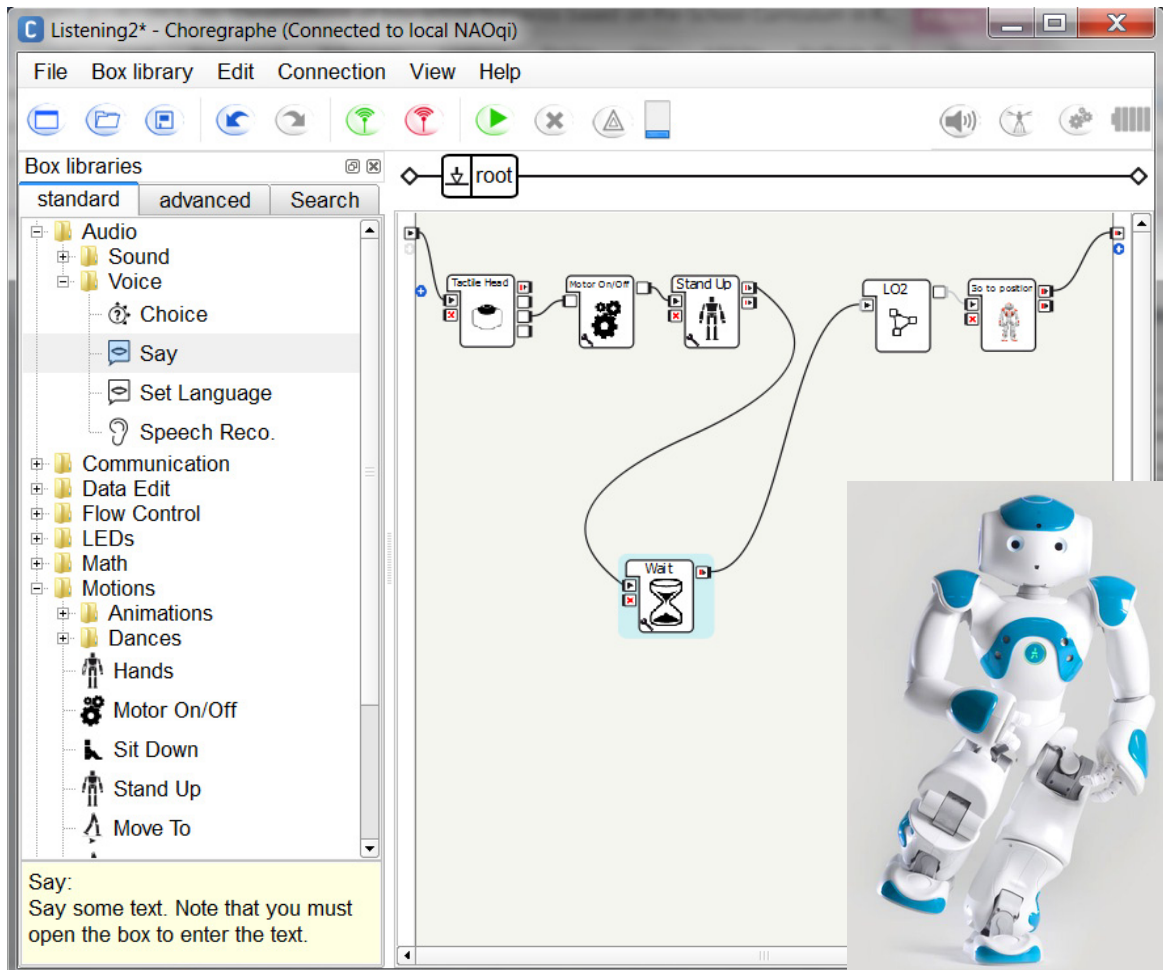 Listening2* - Choregraphe (Connected to local NAOqi)
File Box library Edit Connection View Help
Box libraries
standard advanced Search
root
Audio
Sound
Voice
Choice
Say
Set Language
Speech Reco.
Communication
Data Edit
Flow Control
LEDs
Math
Motions
Animations
Dances
Hands
Motor On/Off
Sit Down
Stand Up
Move To
Say:
Say some text. Note that you must
open the box to enter the text.
Tactile Head
Motor On/Off
Stand Up
LO2
Go to position
Wait